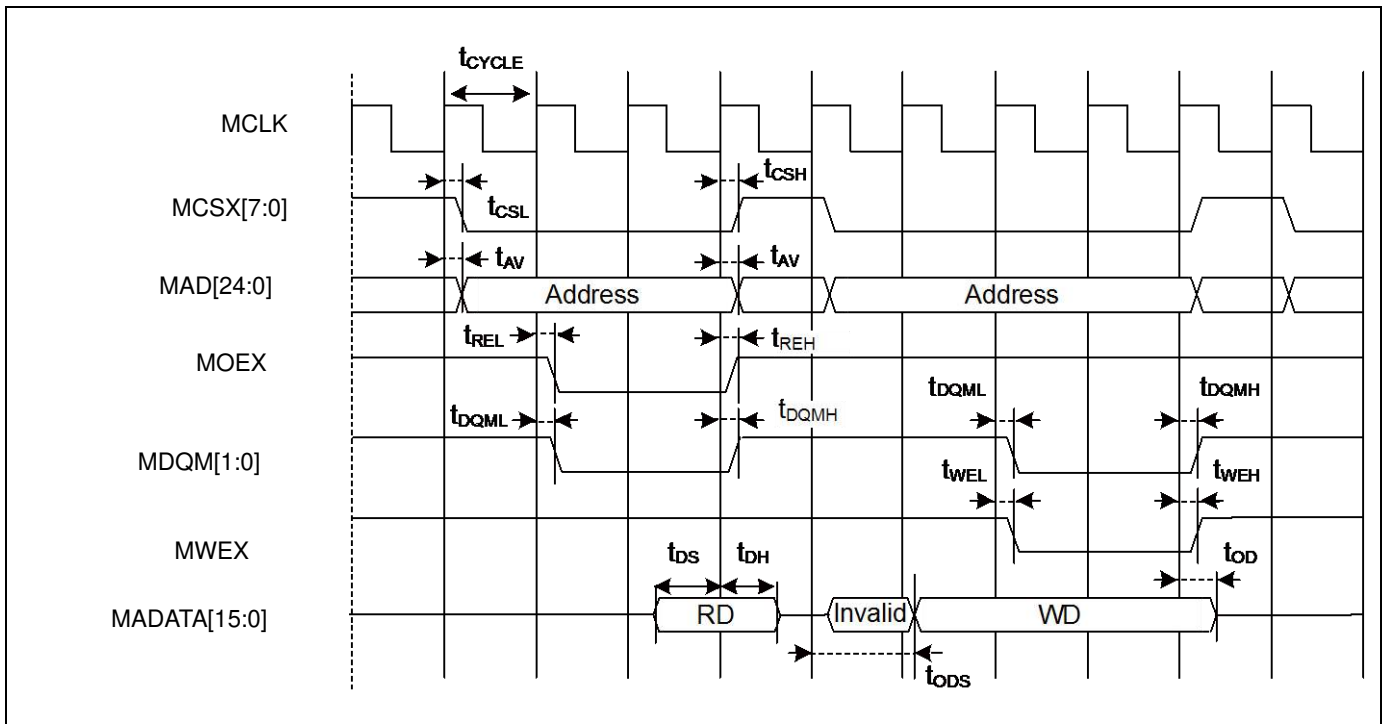 tCYCLE
MCLK
tCSH
MCSX[7:0]
tCSL
tAV
tAV
MAD[24:0]
Address
Address
tREL
tREH
MOEX
tDQML
tDQMH
tDQML
tDQMH
MDQM[1:0]
tWEL
tWEH
MWEX
tDS
tDH
tOD
MADATA[15:0]
RD
Invalid
WD
tODS